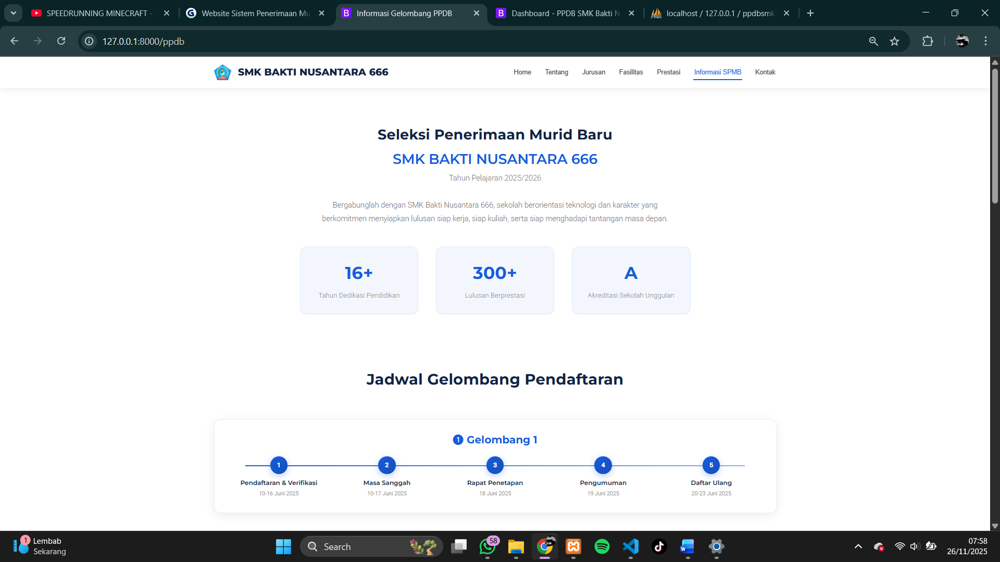 SPEEDRUNNING MINECRAFT -
Website Sistem Penerimaan Mu
Informasi Gelombang PPDB
Dashboard - PPDB SMK Bakti N
localhost / 127.0.0.1 / ppdbsmk
127.0.0.1:8000/ppdb
SMK BAKTI NUSANTARA 666
Home
Tentang
Jurusan
Fasilitas
Prestasi
Informasi SPMB
Kontak
Seleksi Penerimaan Murid Baru
SMK BAKTI NUSANTARA 666
Tahun Pelajaran 2025/2026
Bergabunglah dengan SMK Bakti Nusantara 666, sekolah berorientasi teknologi dan karakter yang
berkomitmen menyiapkan lulusan siap kerja, siap kuliah, serta siap menghadapi tantangan masa depan.
16+
Tahun Dedikasi Pendidikan
300+
Lulusan Berprestasi
A
Akreditasi Sekolah Unggulan
Jadwal Gelombang Pendaftaran
1 Gelombang 1
1
Pendaftaran & Verifikasi
10-16 Juni 2025
2
Masa Sanggah
10-17 Juni 2025
3
Rapat Penetapan
18 Juni 2025
4
Pengumuman
19 Juni 2025
5
Daftar Ulang
20-23 Juni 2025
1
Lembab
Sekarang
Search
58
07:58
26/11/2025